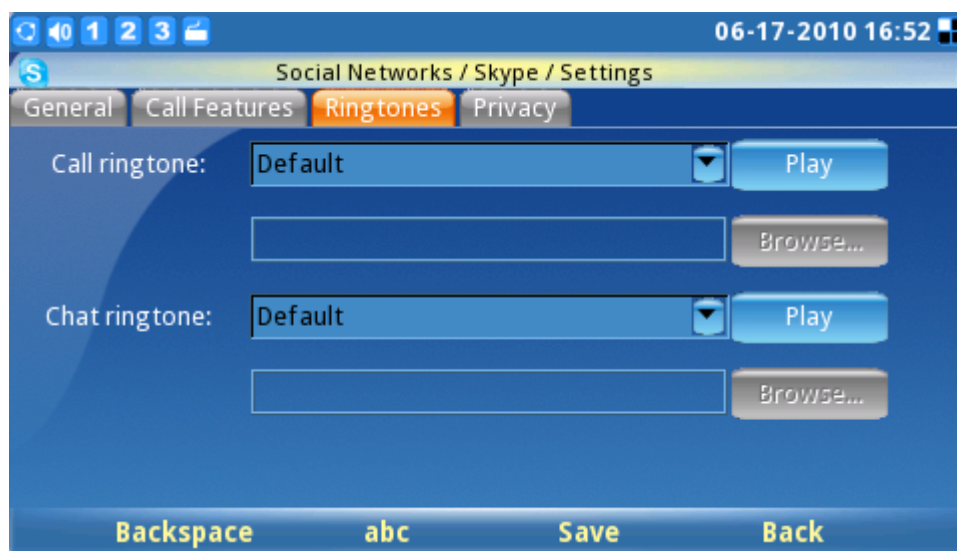 1 2 3 06-17-2010 16:52
S Social Networks / Skype / Settings
General Call Features Ringtones Privacy
Call ringtone: Default Play
Browse...
Chat ringtone: Default Play
Browse...
Backspace abc Save Back